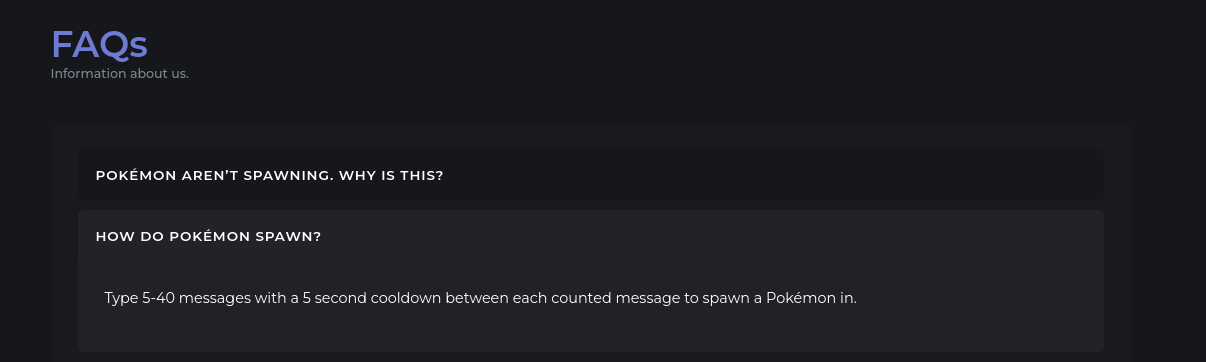 FAQs
Information about us.
POKÉMON AREN’T SPAWNING. WHY IS THIS?
HOW DO POKÉMON SPAWN?
Type 5-40 messages with a 5 second cooldown between each counted message to spawn a Pokémon in.